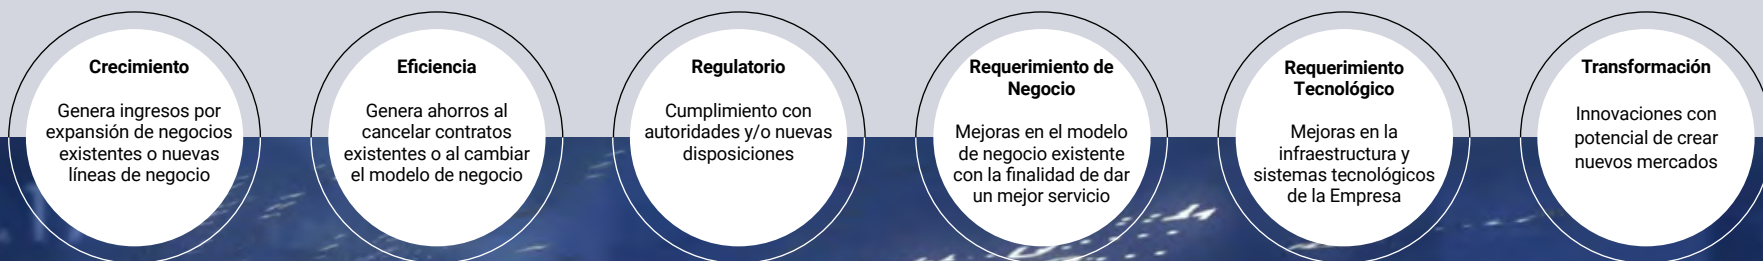 Crecimiento
Genera ingresos por
expansión de negocios
existentes o nuevas
líneas de negocio
Eficiencia
Genera ahorros al
cancelar contratos
existentes o al cambiar
el modelo de negocio
Regulatorio
Cumplimiento con
autoridades y/o nuevas
disposiciones
Requerimiento de
Negocio
Mejoras en el modelo
de negocio existente
con la finalidad de dar
un mejor servicio
Requerimiento
Tecnológico
Mejoras en la
infraestructura y
sistemas tecnológicos
de la Empresa
Transformación
Innovaciones con
potencial de crear
nuevos mercados